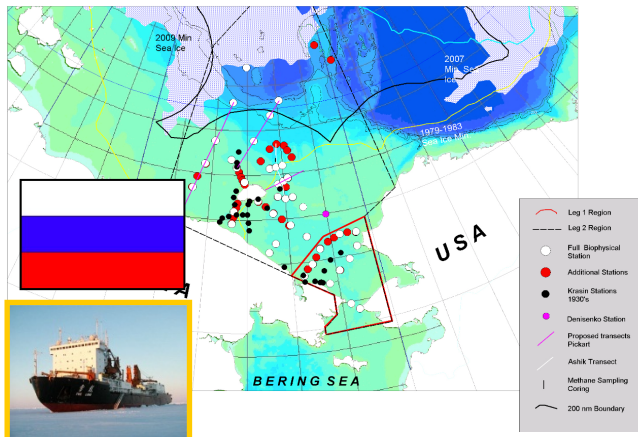 2009 Min
Sea Ice
2007
Min. Sea
Ice
1979-1983
Sea Ice Min
USA
A
BERING SEA
Leg 1 Region
Leg 2 Region
Full Biophysical
Station
Additional Stations
Krasin Stations
1930's
Denisenko Station
Proposed transects
Pickart
Ashik Transect
Methane Sampling
Coring
200 nm Boundary